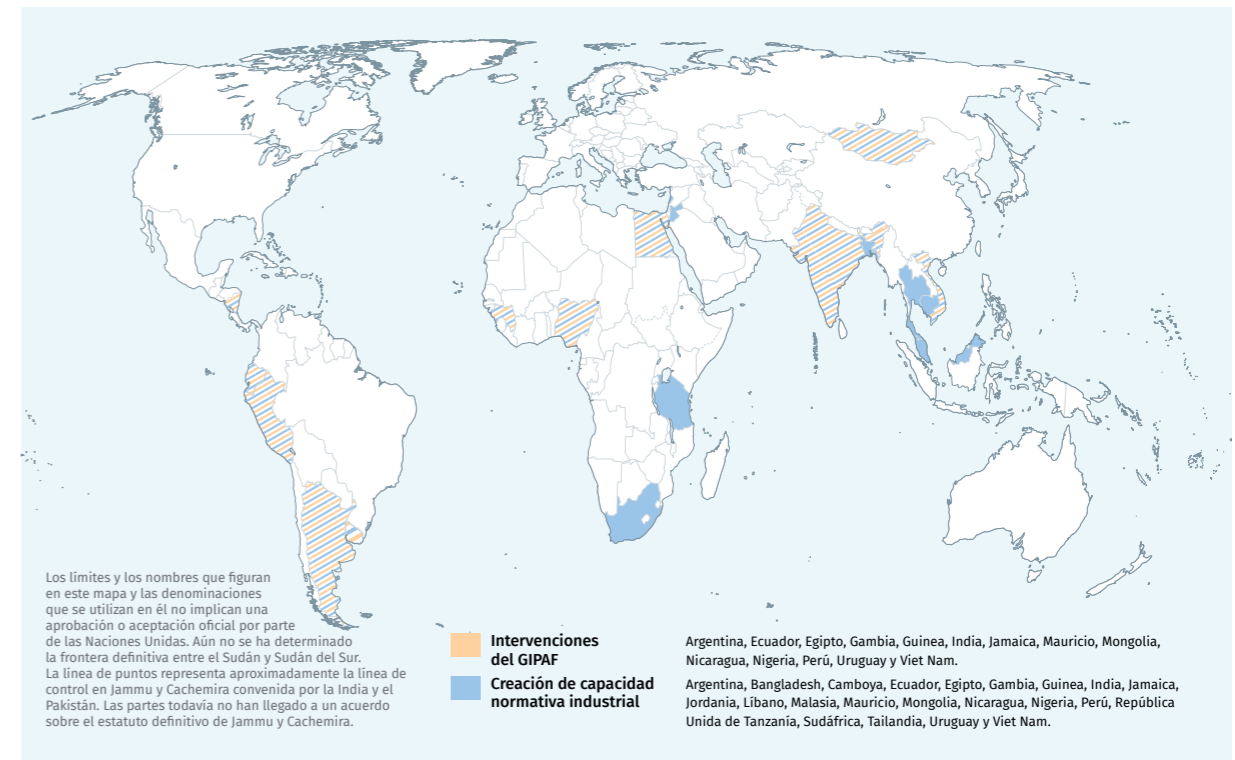 Los límites y los nombres que figuran
en este mapa y las denominaciones
que se utilizan en él no implican una
aprobación o aceptación oficial por parte
de las Naciones Unidas. Aún no se ha determinado
la frontera definitiva entre el Sudán y Sudán del Sur.
La línea de puntos representa aproximadamente la línea de
control en Jammu y Cachemira convenida por la India y el
Pakistán. Las partes todavía no han llegado a un acuerdo
sobre el estatuto definitivo de Jammu y Cachemira.
Intervenciones
del GIPAF
Argentina, Ecuador, Egipto, Gambia, Guinea, India, Jamaica, Mauricio, Mongolia,
Nicaragua, Nigeria, Perú, Uruguay y Viet Nam.
Creación de capacidad
normativa industrial
Argentina, Bangladesh, Camboya, Ecuador, Egipto, Gambia, Guinea, India, Jamaica,
Jordania, Líbano, Malasia, Mauricio, Mongolia, Nicaragua, Nigeria, Perú, República
Unida de Tanzanía, Sudáfrica, Tailandia, Uruguay y Viet Nam.